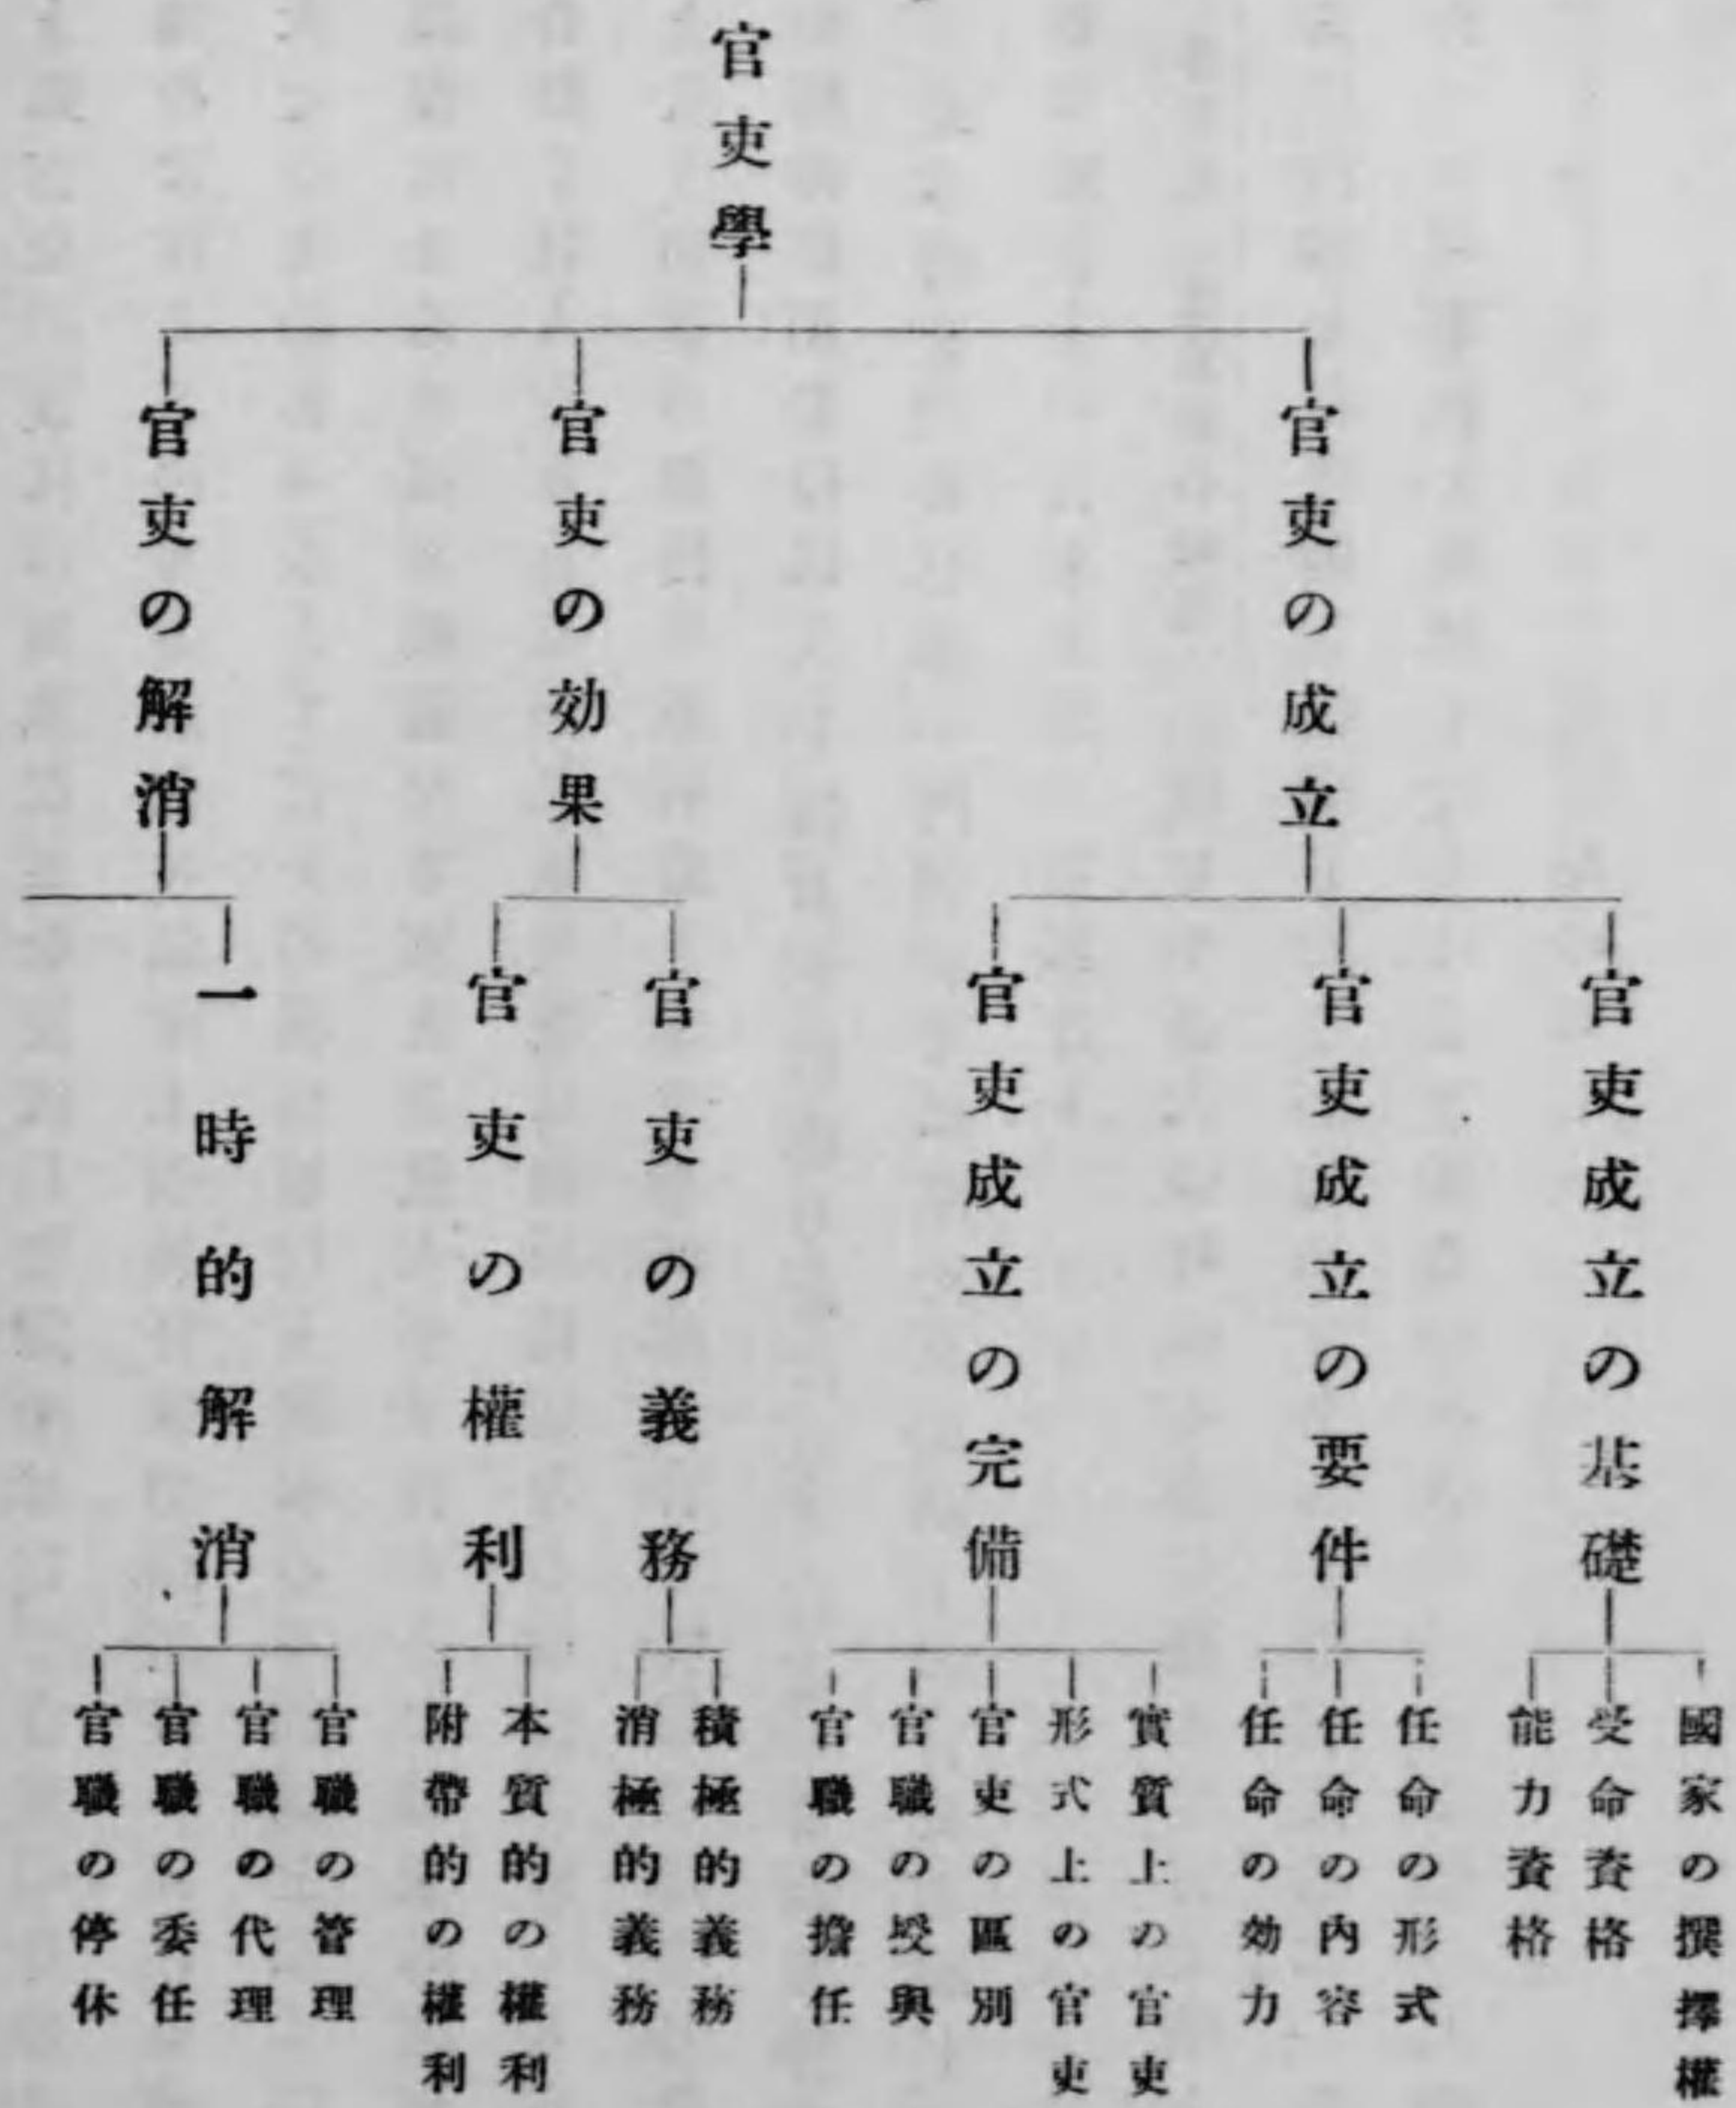 官吏學
官吏の成立
官吏の効果
官吏の解消
官吏成立の基礎
官吏成立の要件
官吏成立の完備
官吏の義務
官吏の權利
一時的解消
國家の撰擇權
受命資格
能力資格
任命の形式
任命の内容
任命の効力
實質上の官吏
形式上の官吏
官吏の區別
官職の授與
官職の擔任
積極的義務
消極的義務
本質的の權利
附帶的の權利
官職の管理
官職の代理
官職の委任
官職の停休